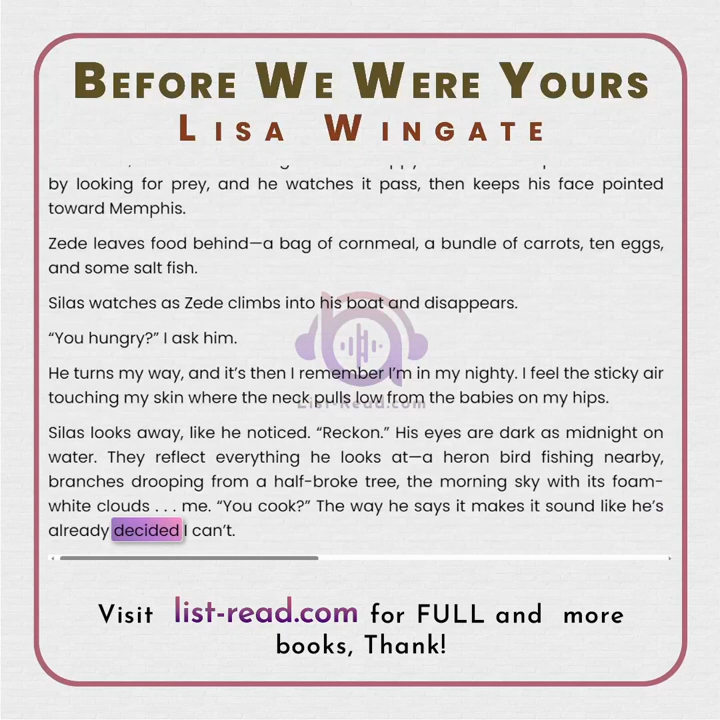 BEFORE WE WERE YOURS
LISA WINGATE
by looking for prey, and he watches it pass, then keeps his face pointed
toward Memphis.
Zede leaves food behind—a bag of cornmeal, a bundle of carrots, ten eggs,
and some salt fish.
Silas watches as Zede climbs into his boat and disappears.
“You hungry?” I ask him.
He turns my way, and it’s then I remember I’m in my nighty. I feel the sticky air
touching my skin where the neck pulls low from the babies on my hips.
List-Read.com
Silas looks away, like he noticed. “Reckon.” His eyes are dark as midnight on
water. They reflect everything he looks at—a heron bird fishing nearby,
branches drooping from a half-broke tree, the morning sky with its foam-
white clouds . . . me. “You cook?” The way he says it makes it sound like he’s
already decided I can’t.
Visit list-read.com for FULL and more
books, Thank!